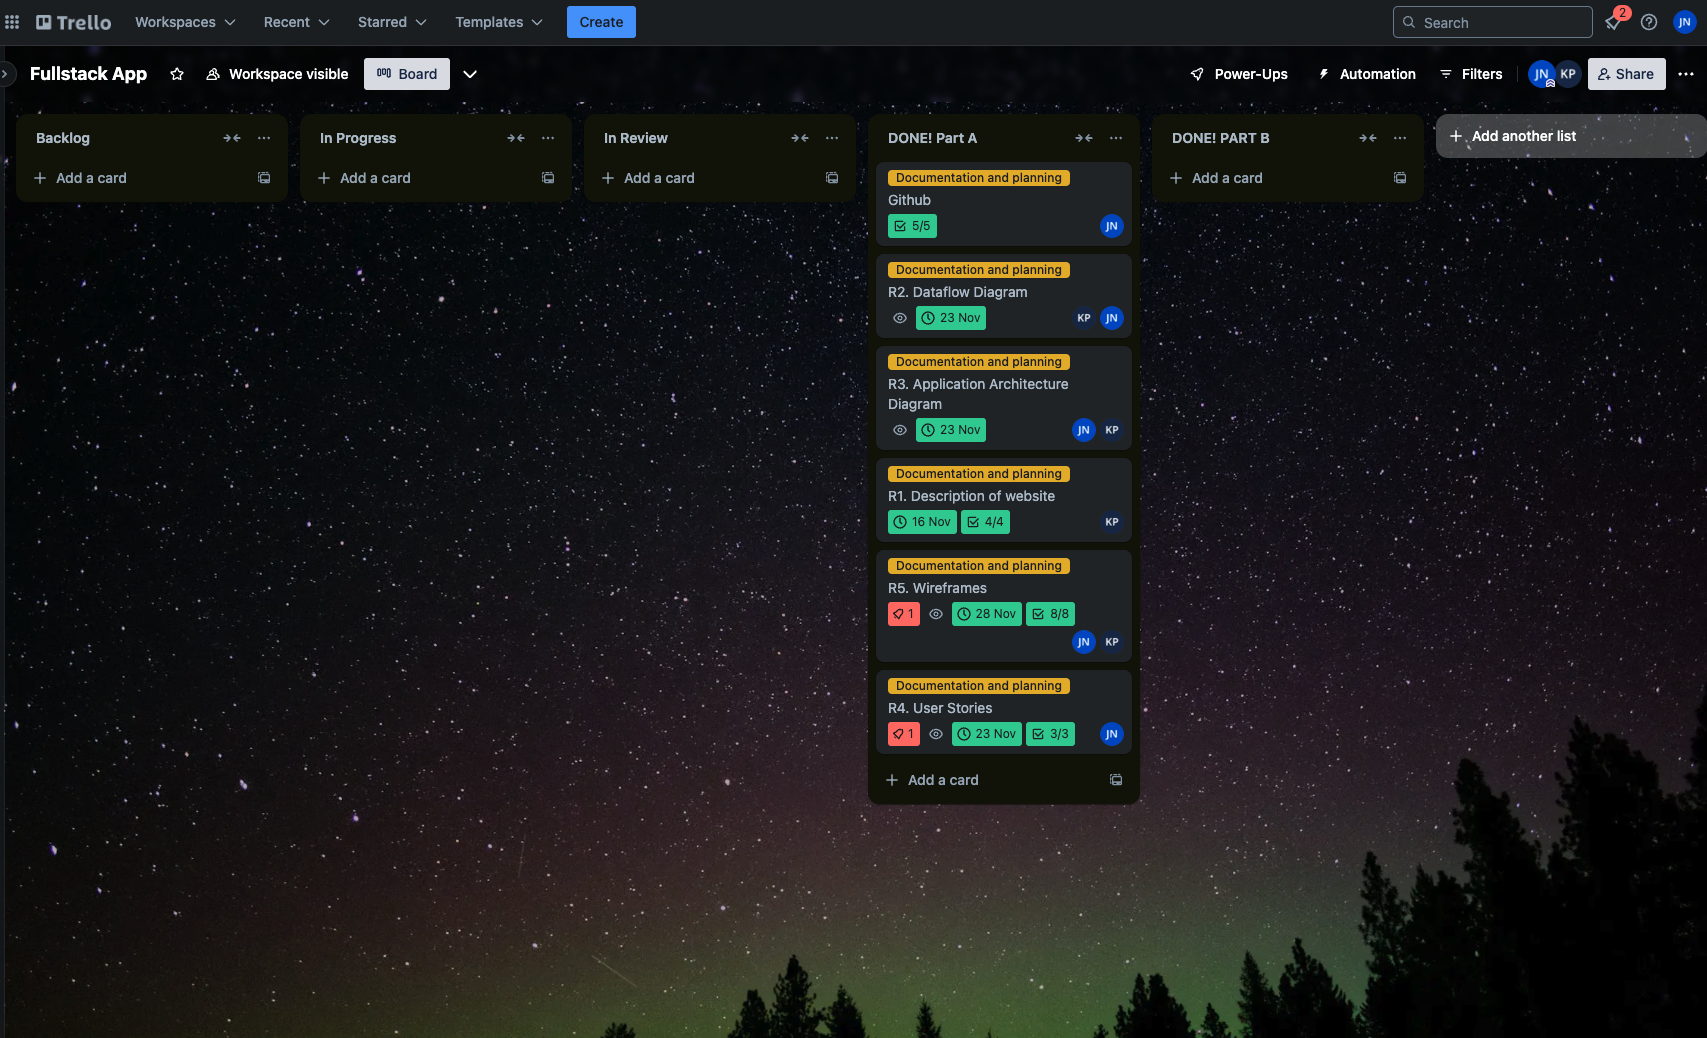 Trello
Workspaces
Recent
Starred
Templates
Create
Search
2
JN
Fullstack App
Workspace visible
Board
Power-Ups
Automation
Filters
JN
KP
Share
Backlog
Add a card
In Progress
Add a card
In Review
Add a card
DONE! Part A
Documentation and planning
Github
5/5
JN
Documentation and planning
R2. Dataflow Diagram
23 Nov
KP
JN
Documentation and planning
R3. Application Architecture
Diagram
23 Nov
JN
KP
Documentation and planning
R1. Description of website
16 Nov
4/4
KP
Documentation and planning
R5. Wireframes
1
28 Nov
8/8
JN
KP
Documentation and planning
R4. User Stories
1
23 Nov
3/3
JN
Add a card
DONE! PART B
Add a card
Add another list